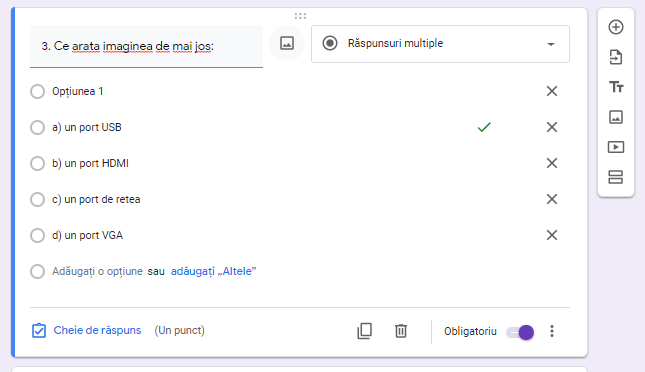 3. Ce arata imaginea de mai jos:
Răspunsuri multiple
Opțiunea 1
a) un port USB
b) un port HDMI
c) un port de retea
d) un port VGA
Adăugați o opțiune sau adăugați „Altele”
Cheie de răspuns (Un punct)
Obligatoriu
Tт